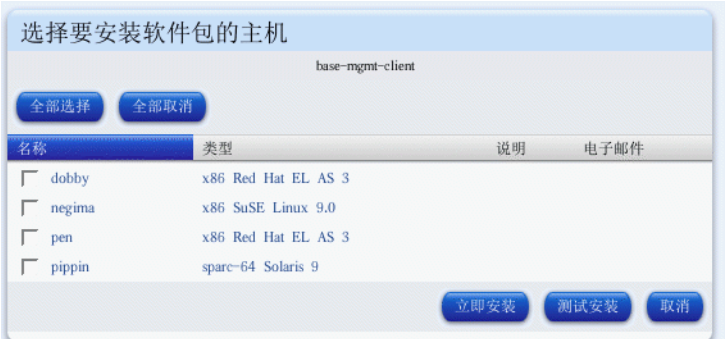 选择要安装软件包的主机
base-mgmt-client
全部选择 全部取消
名称 类型 说明 电子邮件
dobby x86 Red Hat EL AS 3
negima x86 SuSE Linux 9.0
pen x86 Red Hat EL AS 3
pippin sparc-64 Solaris 9
立即安装 测试安装 取消